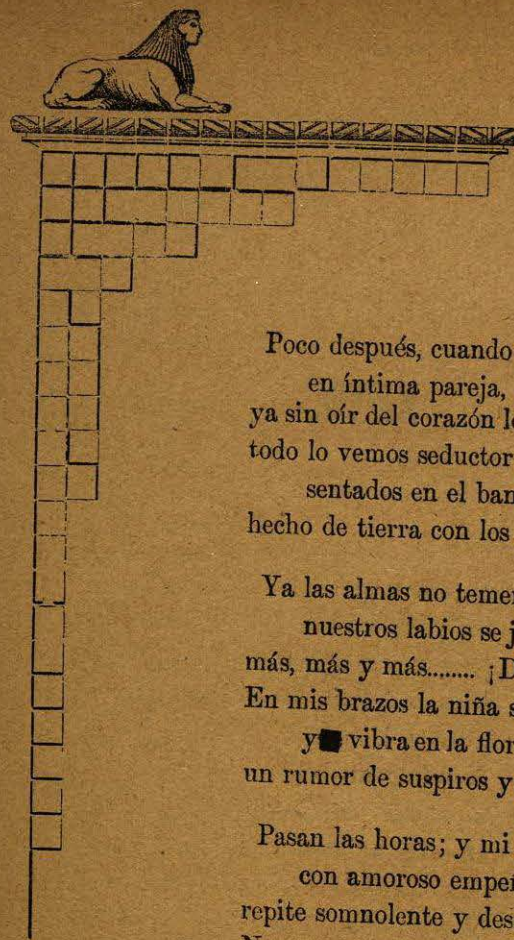 Poco después, cuando
en íntima pareja,
ya sin oír del corazón
todo lo vemos seductor
sentados en el
hecho de tierra con los
Ya las almas no
nuestros labios se
más, más y más........
En mis brazos la niña
y vibra en la flor
un rumor de suspiros y
Pasan las horas; y mi
con amoroso
repite somnolente y